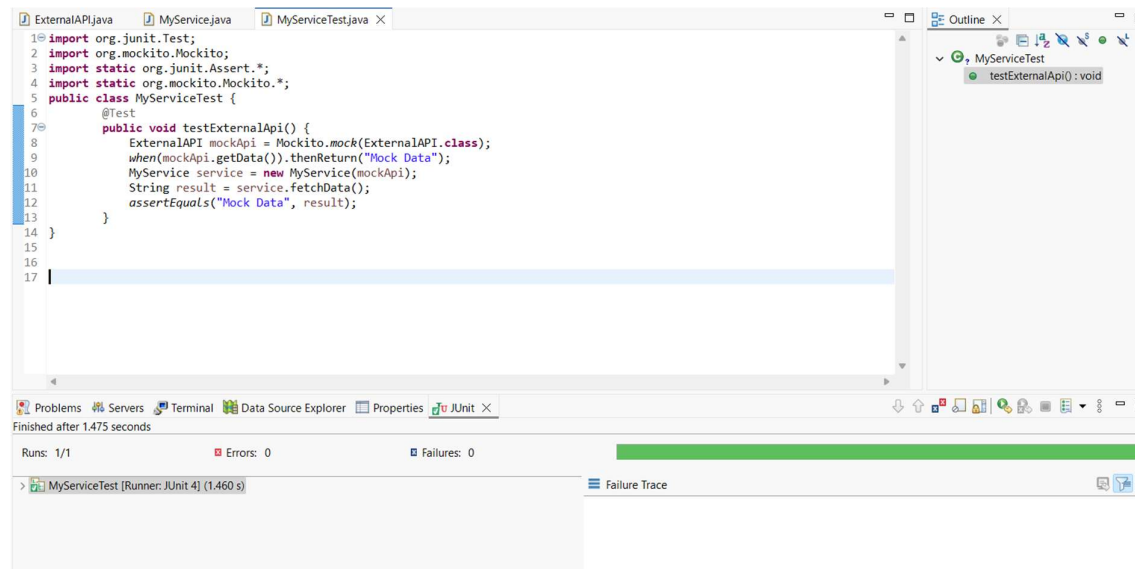 ExternalAPI.java MyService.java MyServiceTest.java Outline
1 import org.junit.Test;
2 import org.mockito.Mockito;
3 import static org.junit.Assert.*;
4 import static org.mockito.Mockito.*;
5 public class MyServiceTest {
6 @Test
7 public void testExternalApi() {
8 ExternalAPI mockApi = Mockito.mock(ExternalAPI.class);
9 when(mockApi.getData()).thenReturn("Mock Data");
10 MyService service = new MyService(mockApi);
11 String result = service.fetchData();
12 assertEquals("Mock Data", result);
13 }
14 }
15
16
17
MyServiceTest
testExternalApi() : void
Problems Servers Terminal Data Source Explorer Properties JUnit
Finished after 1.475 seconds
Runs: 1/1 Errors: 0 Failures: 0
MyServiceTest [Runner: JUnit 4] (1.460 s) Failure Trace